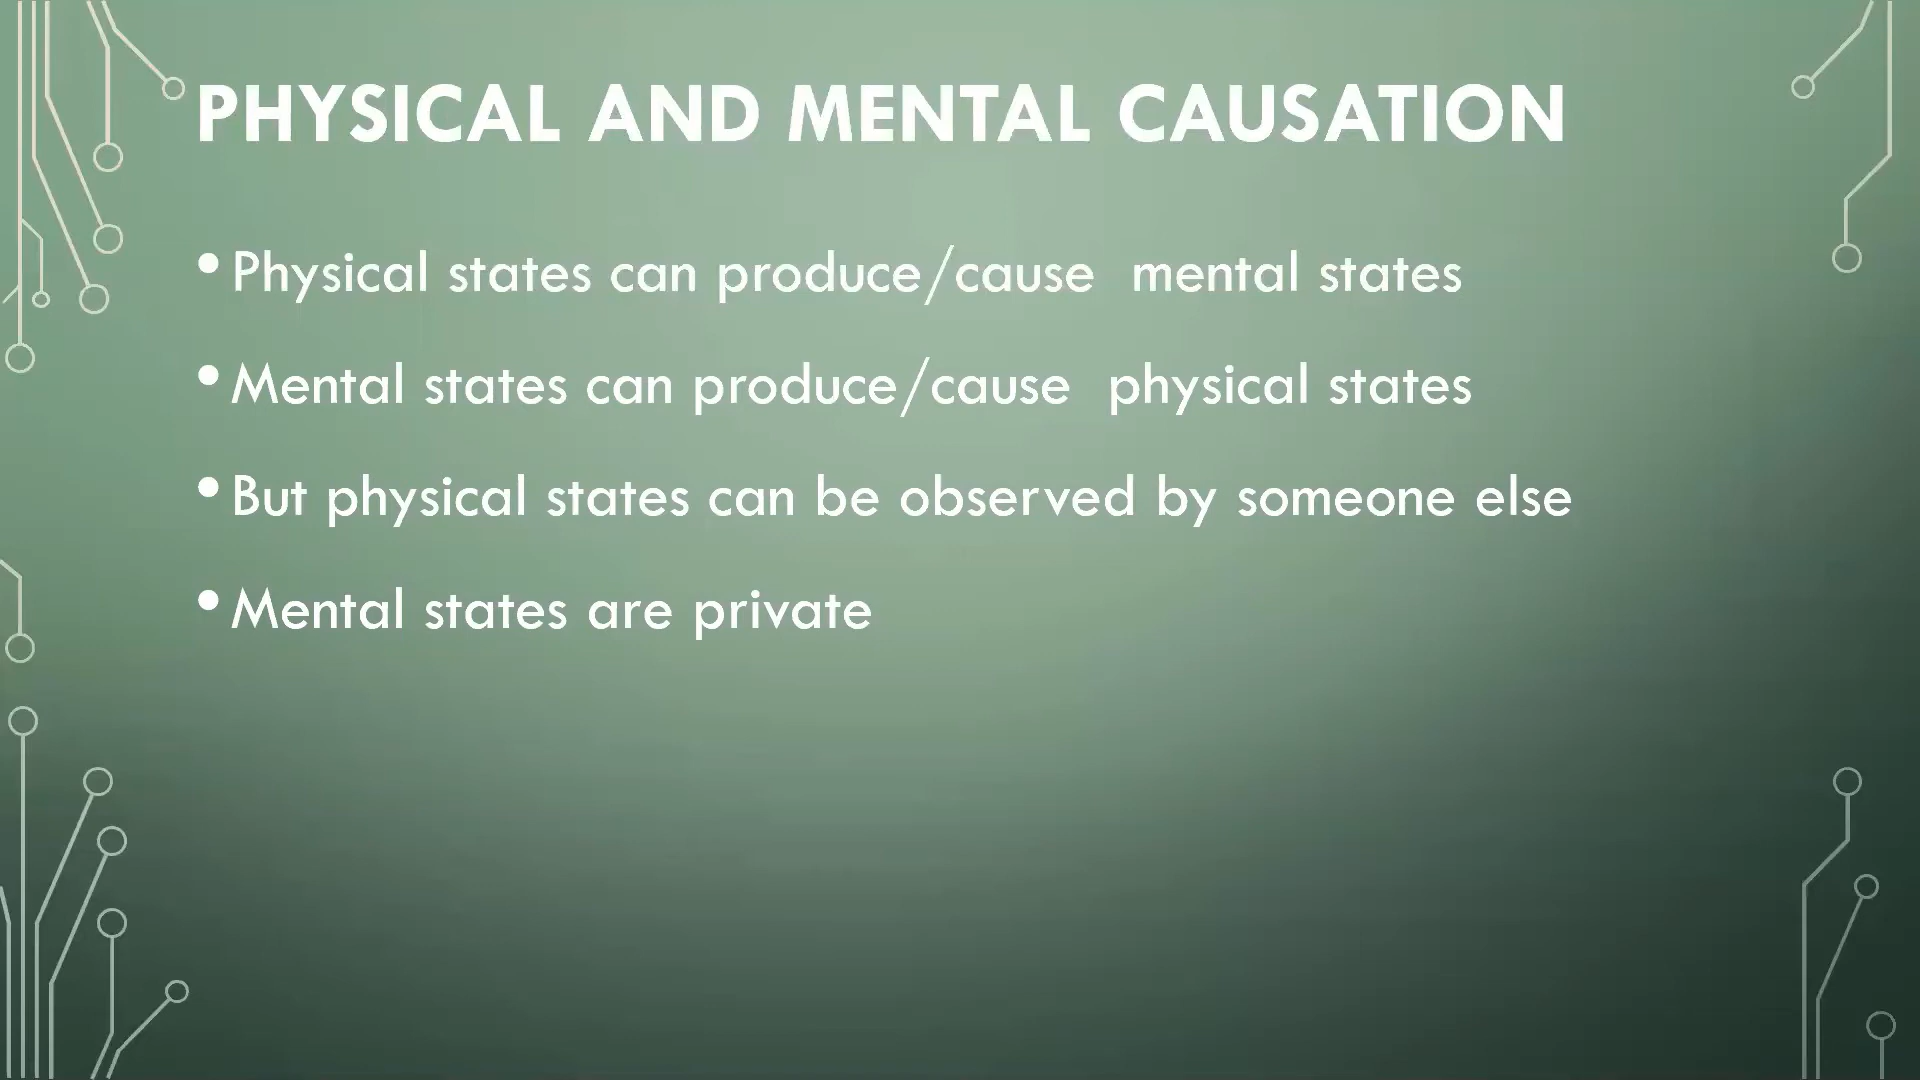 PHYSICAL AND MENTAL CAUSATION
• Physical states can produce/cause  mental states
• Mental states can produce/cause  physical states
• But physical states can be observed by someone else
• Mental states are private